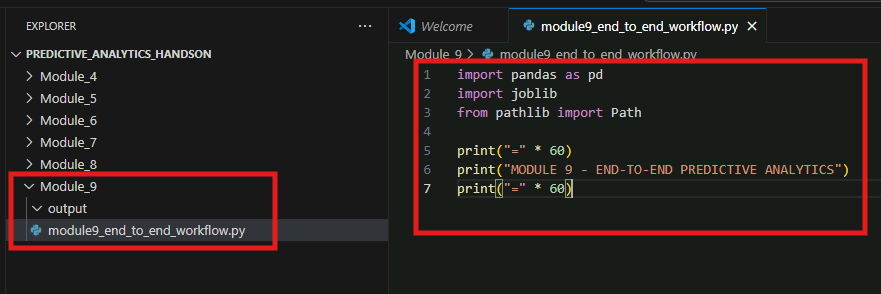 EXPLORER
PREDICTIVE_ANALYTICS_HANDSON
Module_4
Module_5
Module_6
Module_7
Module_8
Module_9
output
module9_end_to_end_workflow.py
Welcome
module9_end_to_end_workflow.py
Module_9 > module9_end_to_end_workflow.py
1 import pandas as pd
2 import joblib
3 from pathlib import Path
4
5 print("=" * 60)
6 print("MODULE 9 - END-TO-END PREDICTIVE ANALYTICS")
7 print("=" * 60)